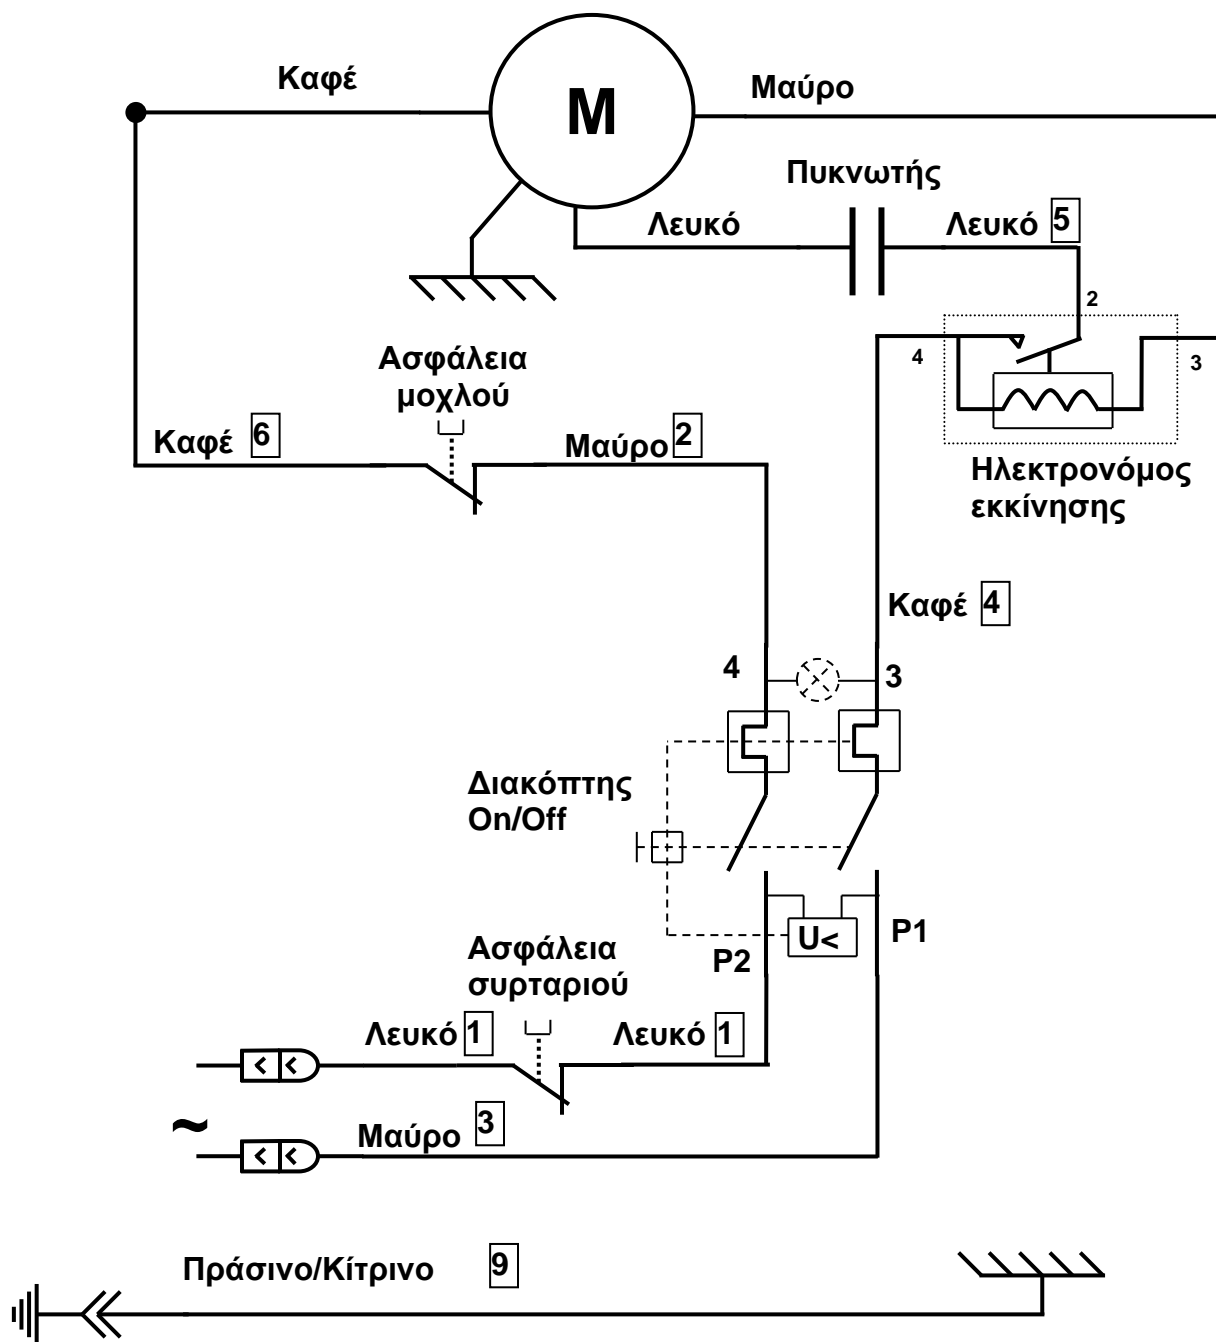 Καφέ
M
Μαύρο
Πυκνωτής
Λευκό
Λευκό 5
2
4
3
Ασφάλεια
μοχλού
Καφέ 6
Μαύρο 2
Ηλεκτρονόμος
εκκίνησης
Καφέ 4
4
3
Διακόπτης
On/Off
U<
P1
P2
Ασφάλεια
συρταριού
Λευκό 1
Λευκό 1
~
Μαύρο 3
Πράσινο/Κίτρινο 9